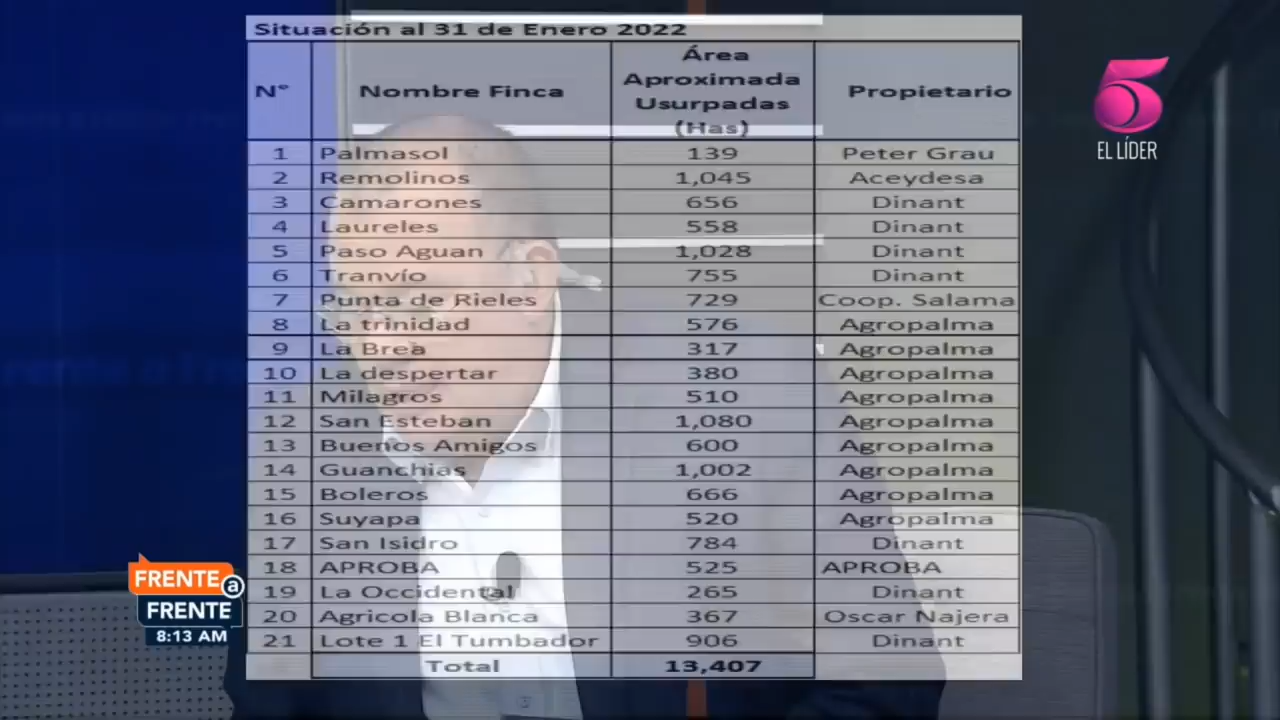 Situación al 31 de Enero 2022
N° Nombre Finca Área Aproximada Usurpadas (Has) Propietario
1 Palmasol 139 Peter Grau
2 Remolinos 1,045 Aceydesa
3 Camarones 656 Dinant
4 Laureles 558 Dinant
5 Paso Aguan 1,028 Dinant
6 Tranvío 755 Dinant
7 Punta de Rieles 729 Coop. Salama
8 La trinidad 576 Agropalma
9 La Brea 317 Agropalma
10 La despertar 380 Agropalma
11 Milagros 510 Agropalma
12 San Esteban 1,080 Agropalma
13 Buenos Amigos 600 Agropalma
14 Guanchias 1,002 Agropalma
15 Boleros 666 Agropalma
16 Suyapa 520 Agropalma
17 San Isidro 784 Dinant
18 APROBA 525 APROBA
19 La Occidental 265 Dinant
20 Agricola Blanca 367 Oscar Najera
21 Lote 1 El Tumbador 906 Dinant
Total 13,407
5
EL LÍDER
FRENTE a
FRENTE
8:13 AM